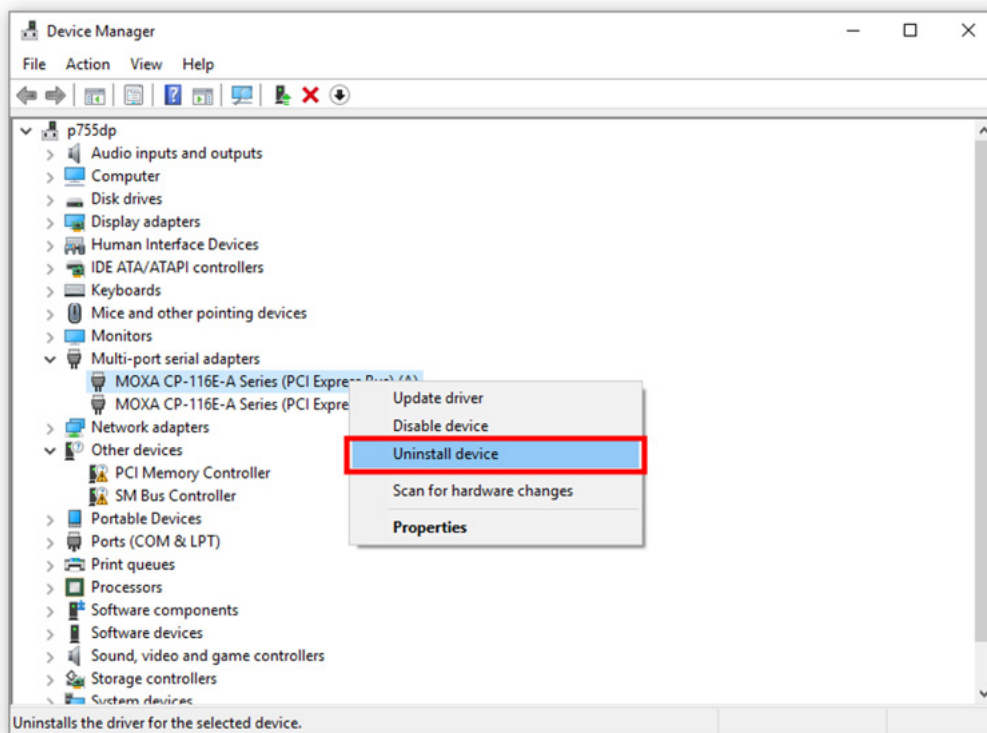 Device Manager
File Action View Help
p755dp
Audio inputs and outputs
Computer
Disk drives
Display adapters
Human Interface Devices
IDE ATA/ATAPI controllers
Keyboards
Mice and other pointing devices
Monitors
Multi-port serial adapters
MOXA CP-116E-A Series (PCI Express Bus) (A)
MOXA CP-116E-A Series (PCI Expre
Network adapters
Other devices
PCI Memory Controller
SM Bus Controller
Portable Devices
Ports (COM & LPT)
Print queues
Processors
Software components
Software devices
Sound, video and game controllers
Storage controllers
System devices
Update driver
Disable device
Uninstall device
Scan for hardware changes
Properties
Uninstalls the driver for the selected device.